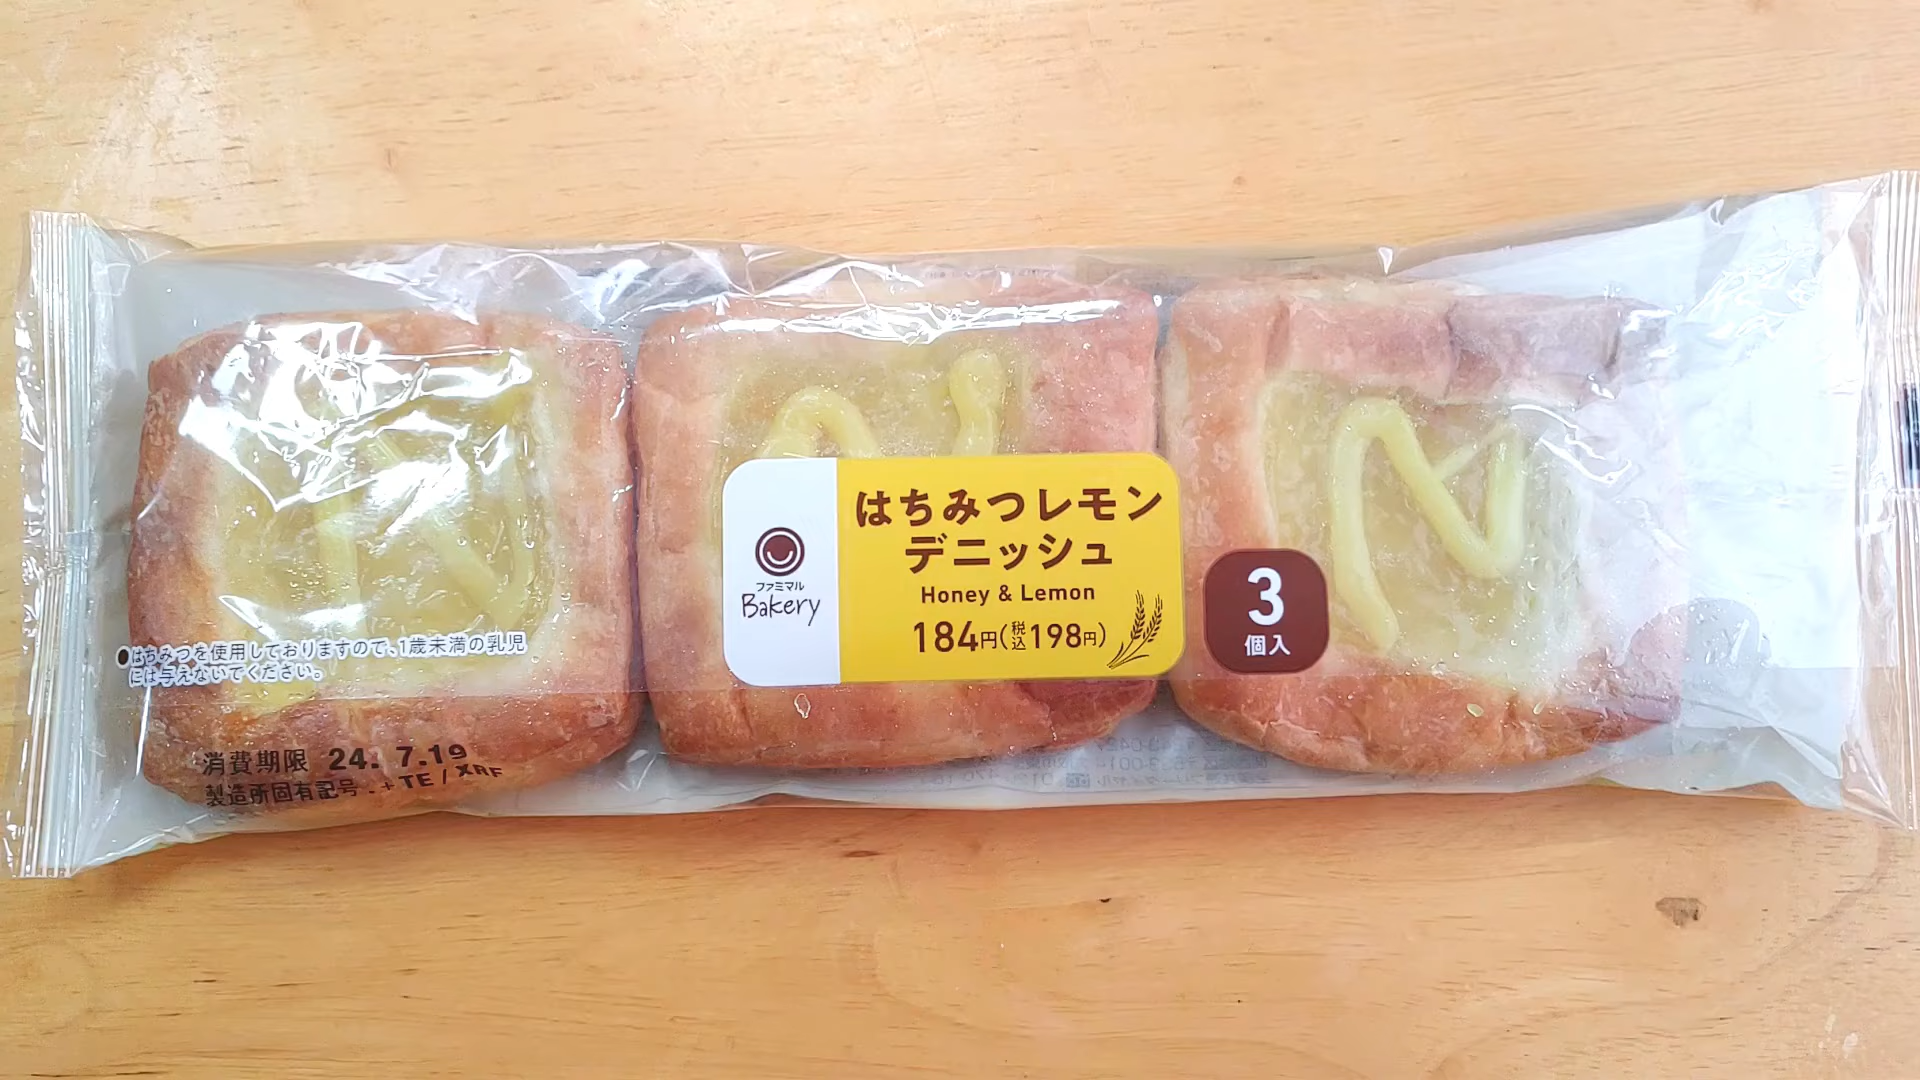 はちみつレモン
デニッシュ
Honey & Lemon
184円(税込198円)
ファミマル
Bakery
3
個入
●はちみつを使用しておりますので、1歳未満の乳児
には与えないでください。
消費期限 24. 7.19
製造所固有記号 .+TE/XRF